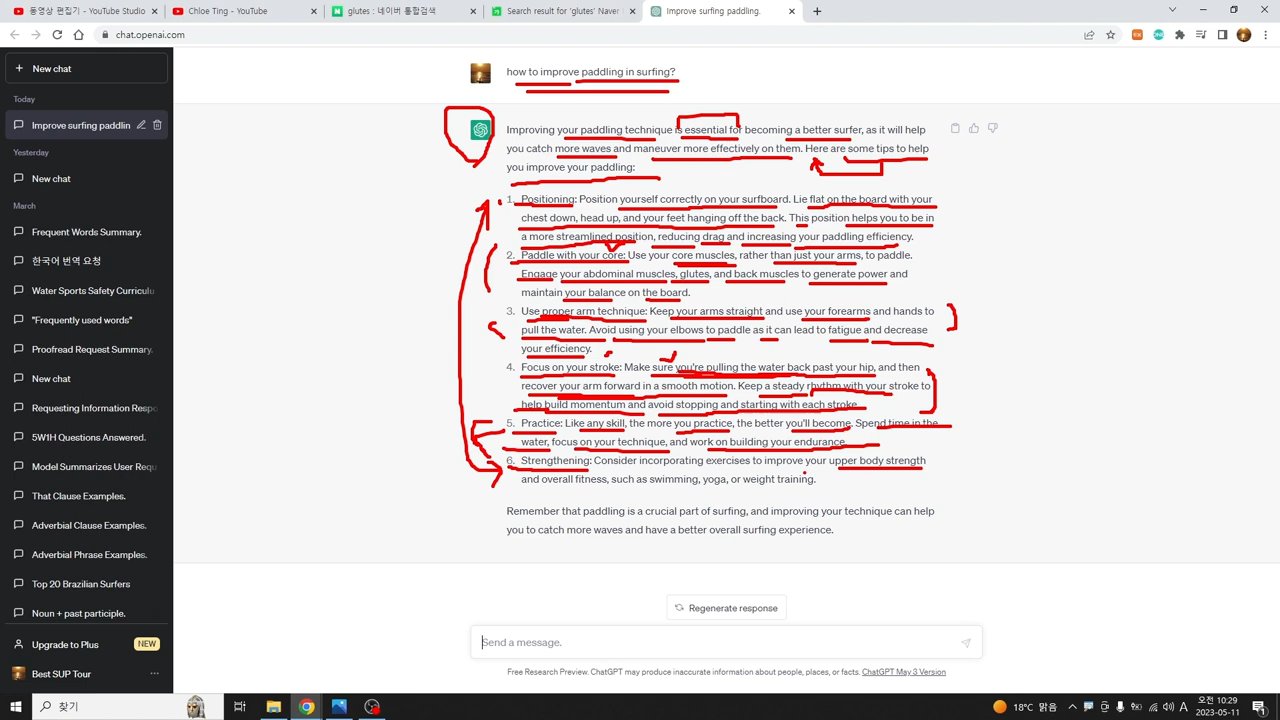 동영상 편집기 - YouTube Studio
Chloe Ting - YouTube
glutes : 네이버 통합검색
Search result for 'glutes' Naver
Improve surfing paddling.
chat.openai.com
New chat
Today
Improve surfing paddlin
Yesterday
New chat
March
Frequent Words Summary.
한국어 번역 요청
Water Sports Safety Curriculu
"Frequently used words"
Proofread Request Summary.
New chat
Requesting Information Respo
5W1H Questions Answered.
Model Summarizes User Requ
That Clause Examples.
Adverbial Clause Examples.
Top 20 Brazilian Surfers
Noun + past participle.
Upgrade to Plus
NEW
Best SUP Tour
how to improve paddling in surfing?
Improving your paddling technique is essential for becoming a better surfer, as it will help
you catch more waves and maneuver more effectively on them. Here are some tips to help
you improve your paddling:
1. Positioning: Position yourself correctly on your surfboard. Lie flat on the board with your
chest down, head up, and your feet hanging off the back. This position helps you to be in
a more streamlined position, reducing drag and increasing your paddling efficiency.
2. Paddle with your core: Use your core muscles, rather than just your arms, to paddle.
Engage your abdominal muscles, glutes, and back muscles to generate power and
maintain your balance on the board.
3. Use proper arm technique: Keep your arms straight and use your forearms and hands to
pull the water. Avoid using your elbows to paddle as it can lead to fatigue and decrease
your efficiency.
4. Focus on your stroke: Make sure you're pulling the water back past your hip, and then
recover your arm forward in a smooth motion. Keep a steady rhythm with your stroke to
help build momentum and avoid stopping and starting with each stroke.
5. Practice: Like any skill, the more you practice, the better you'll become. Spend time in the
water, focus on your technique, and work on building your endurance.
6. Strengthening: Consider incorporating exercises to improve your upper body strength
and overall fitness, such as swimming, yoga, or weight training.
Remember that paddling is a crucial part of surfing, and improving your technique can help
you to catch more waves and have a better overall surfing experience.
Regenerate response
Send a message.
Free Research Preview. ChatGPT may produce inaccurate information about people, places, or facts. ChatGPT May 3 Version
찾기
18°C 맑음
A
오전 10:29
2023-05-11